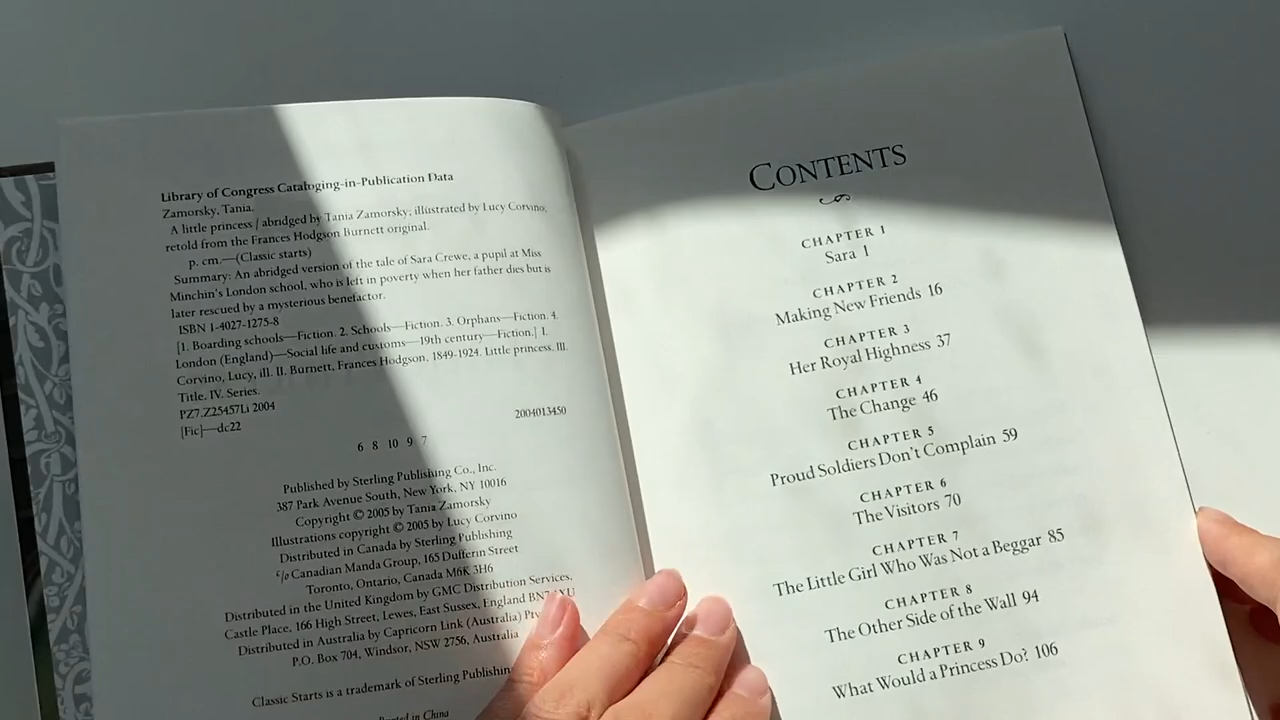 Library of Congress Cataloging-in-Publication Data
Zamorsky, Tania.
A little princess / abridged by Tania Zamorsky; illustrated by Lucy Corvino;
retold from the Frances Hodgson Burnett original.
p. cm.—(Classic starts)
Summary: An abridged version of the tale of Sara Crewe, a pupil at Miss
Minchin's London school, who is left in poverty when her father dies but is
later rescued by a mysterious benefactor.
ISBN 1-4027-1275-8
[1. Boarding schools—Fiction. 2. Schools—Fiction. 3. Orphans—Fiction. 4.
London (England)—Social life and customs—19th century—Fiction.] I.
Corvino, Lucy, ill. II. Burnett, Frances Hodgson, 1849-1924. Little princess. III.
Title. IV. Series.
PZ7.Z25457Li 2004
[Fic]—dc22
2004013450
6 8 10 9 7
Published by Sterling Publishing Co., Inc.
387 Park Avenue South, New York, NY 10016
Copyright © 2005 by Tania Zamorsky
Illustrations copyright © 2005 by Lucy Corvino
Distributed in Canada by Sterling Publishing
c/o Canadian Manda Group, 165 Dufferin Street
Toronto, Ontario, Canada M6K 3H6
Distributed in the United Kingdom by GMC Distribution Services,
Castle Place, 166 High Street, Lewes, East Sussex, England
Distributed in Australia by Capricorn Link (Australia)
P.O. Box 704, Windsor, NSW 2756, Australia
Classic Starts is a trademark of Sterling
in China
CONTENTS
CHAPTER 1
Sara 1
CHAPTER 2
Making New Friends 16
CHAPTER 3
Her Royal Highness 37
CHAPTER 4
The Change 46
CHAPTER 5
Proud Soldiers Don't Complain 59
CHAPTER 6
The Visitors 70
CHAPTER 7
The Little Girl Who Was Not a Beggar 85
CHAPTER 8
The Other Side of the Wall 94
CHAPTER 9
What Would a Princess Do? 106